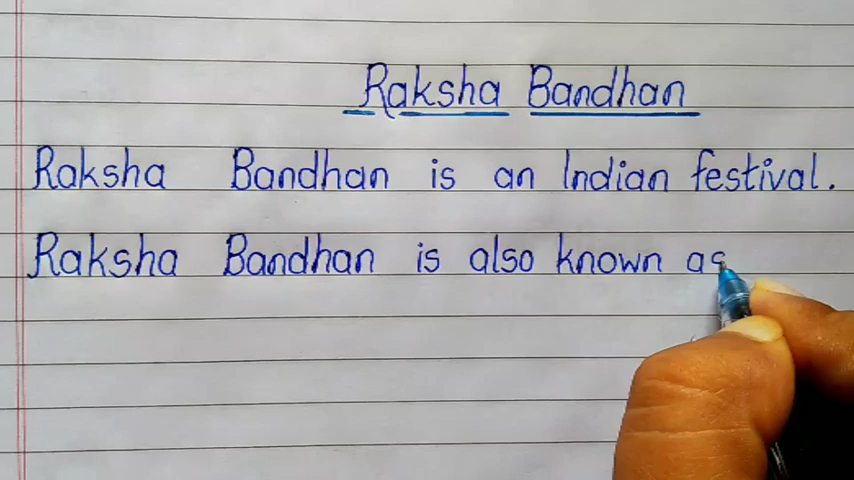 Raksha Bandhan
Raksha Bandhan is an Indian festival.
Raksha Bandhan is also known as